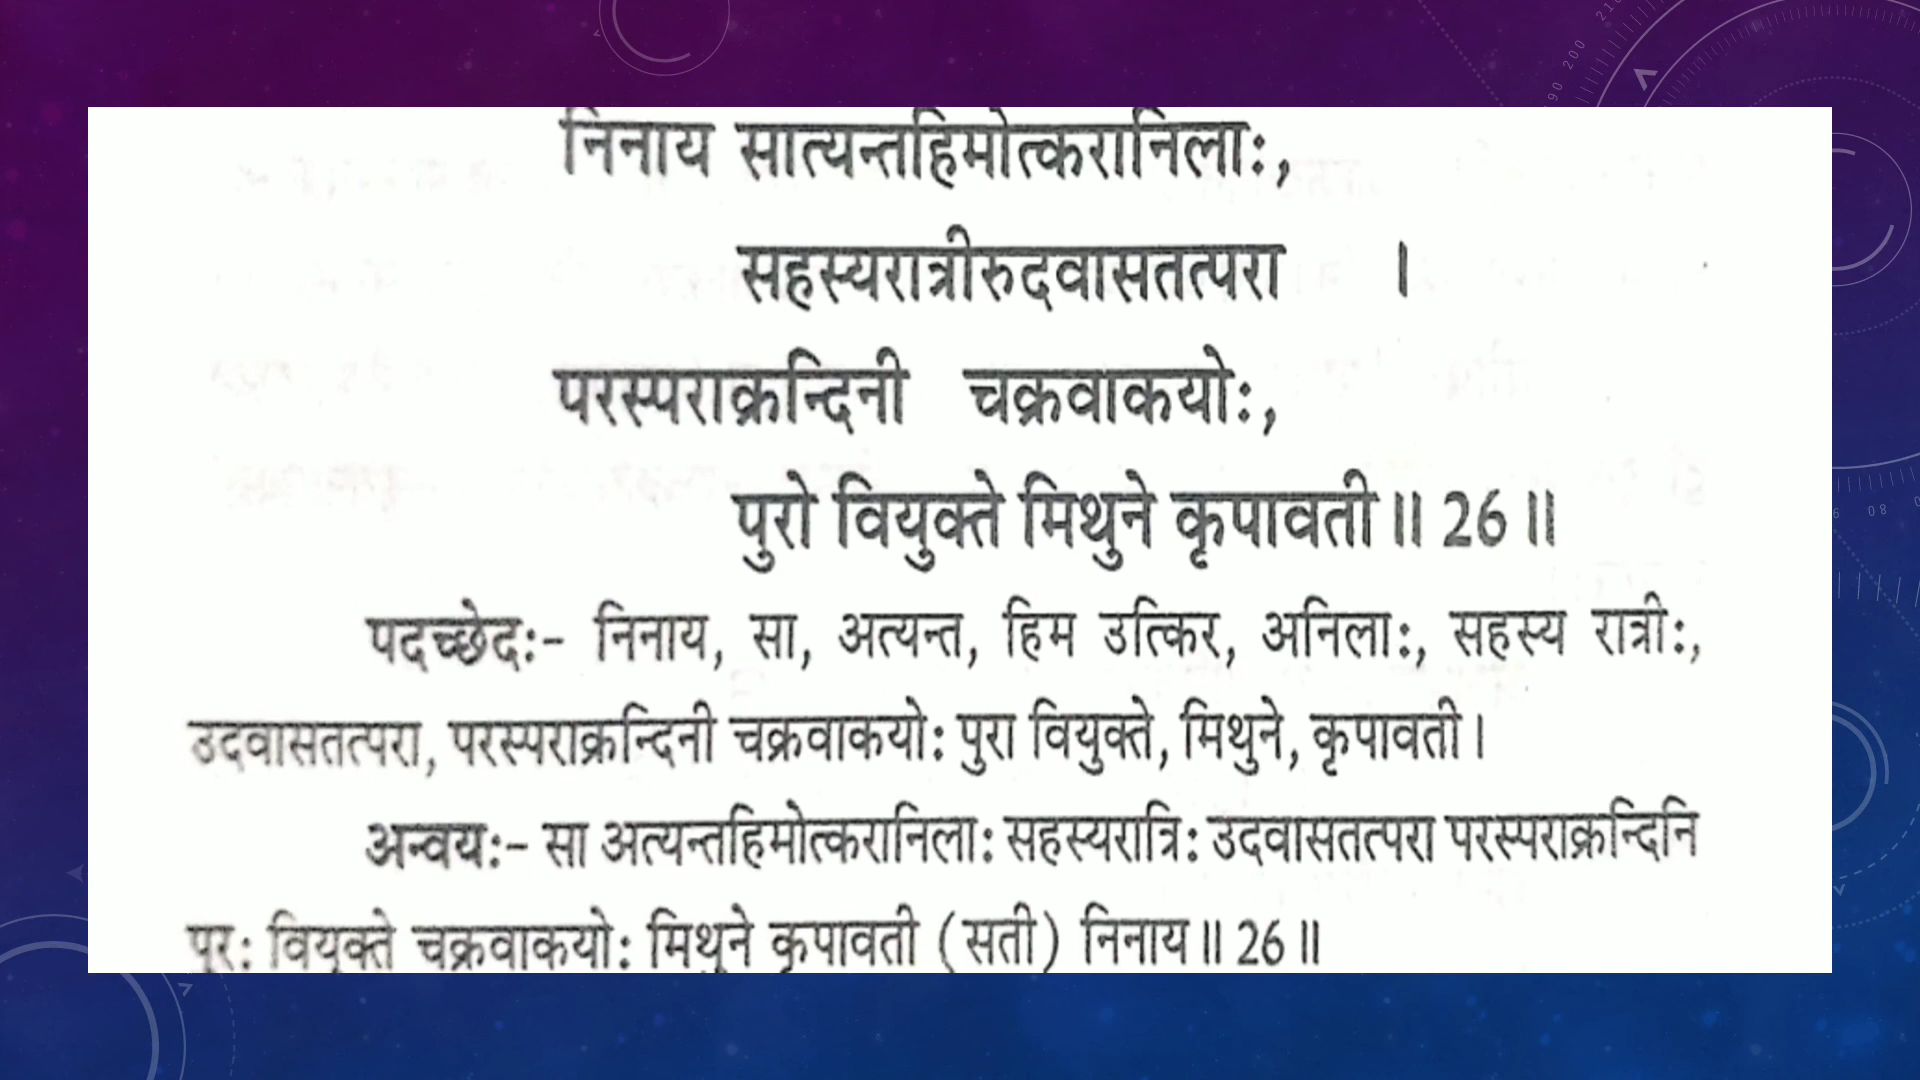 निनाय सात्यन्तहिमोत्करानिलाः,
सहस्यरात्रीरुदवासतत्परा ।
परस्पराक्रन्दिनी चक्रवाकयोः,
पुरो वियुक्ते मिथुने कृपावती ॥ 26 ॥
पदच्छेदः- निनाय, सा, अत्यन्त, हिम उत्किर, अनिलाः, सहस्य रात्रीः,
उदवासतत्परा, परस्पराक्रन्दिनी चक्रवाकयोः पुरा वियुक्ते, मिथुने, कृपावती ।
अन्वयः- सा अत्यन्तहिमोत्करानिलाः सहस्यरात्रिः उदवासतत्परा परस्पराक्रन्दिनि
पुरः वियुक्ते चक्रवाकयोः मिथुने कृपावती (सती) निनाय ॥ 26 ॥